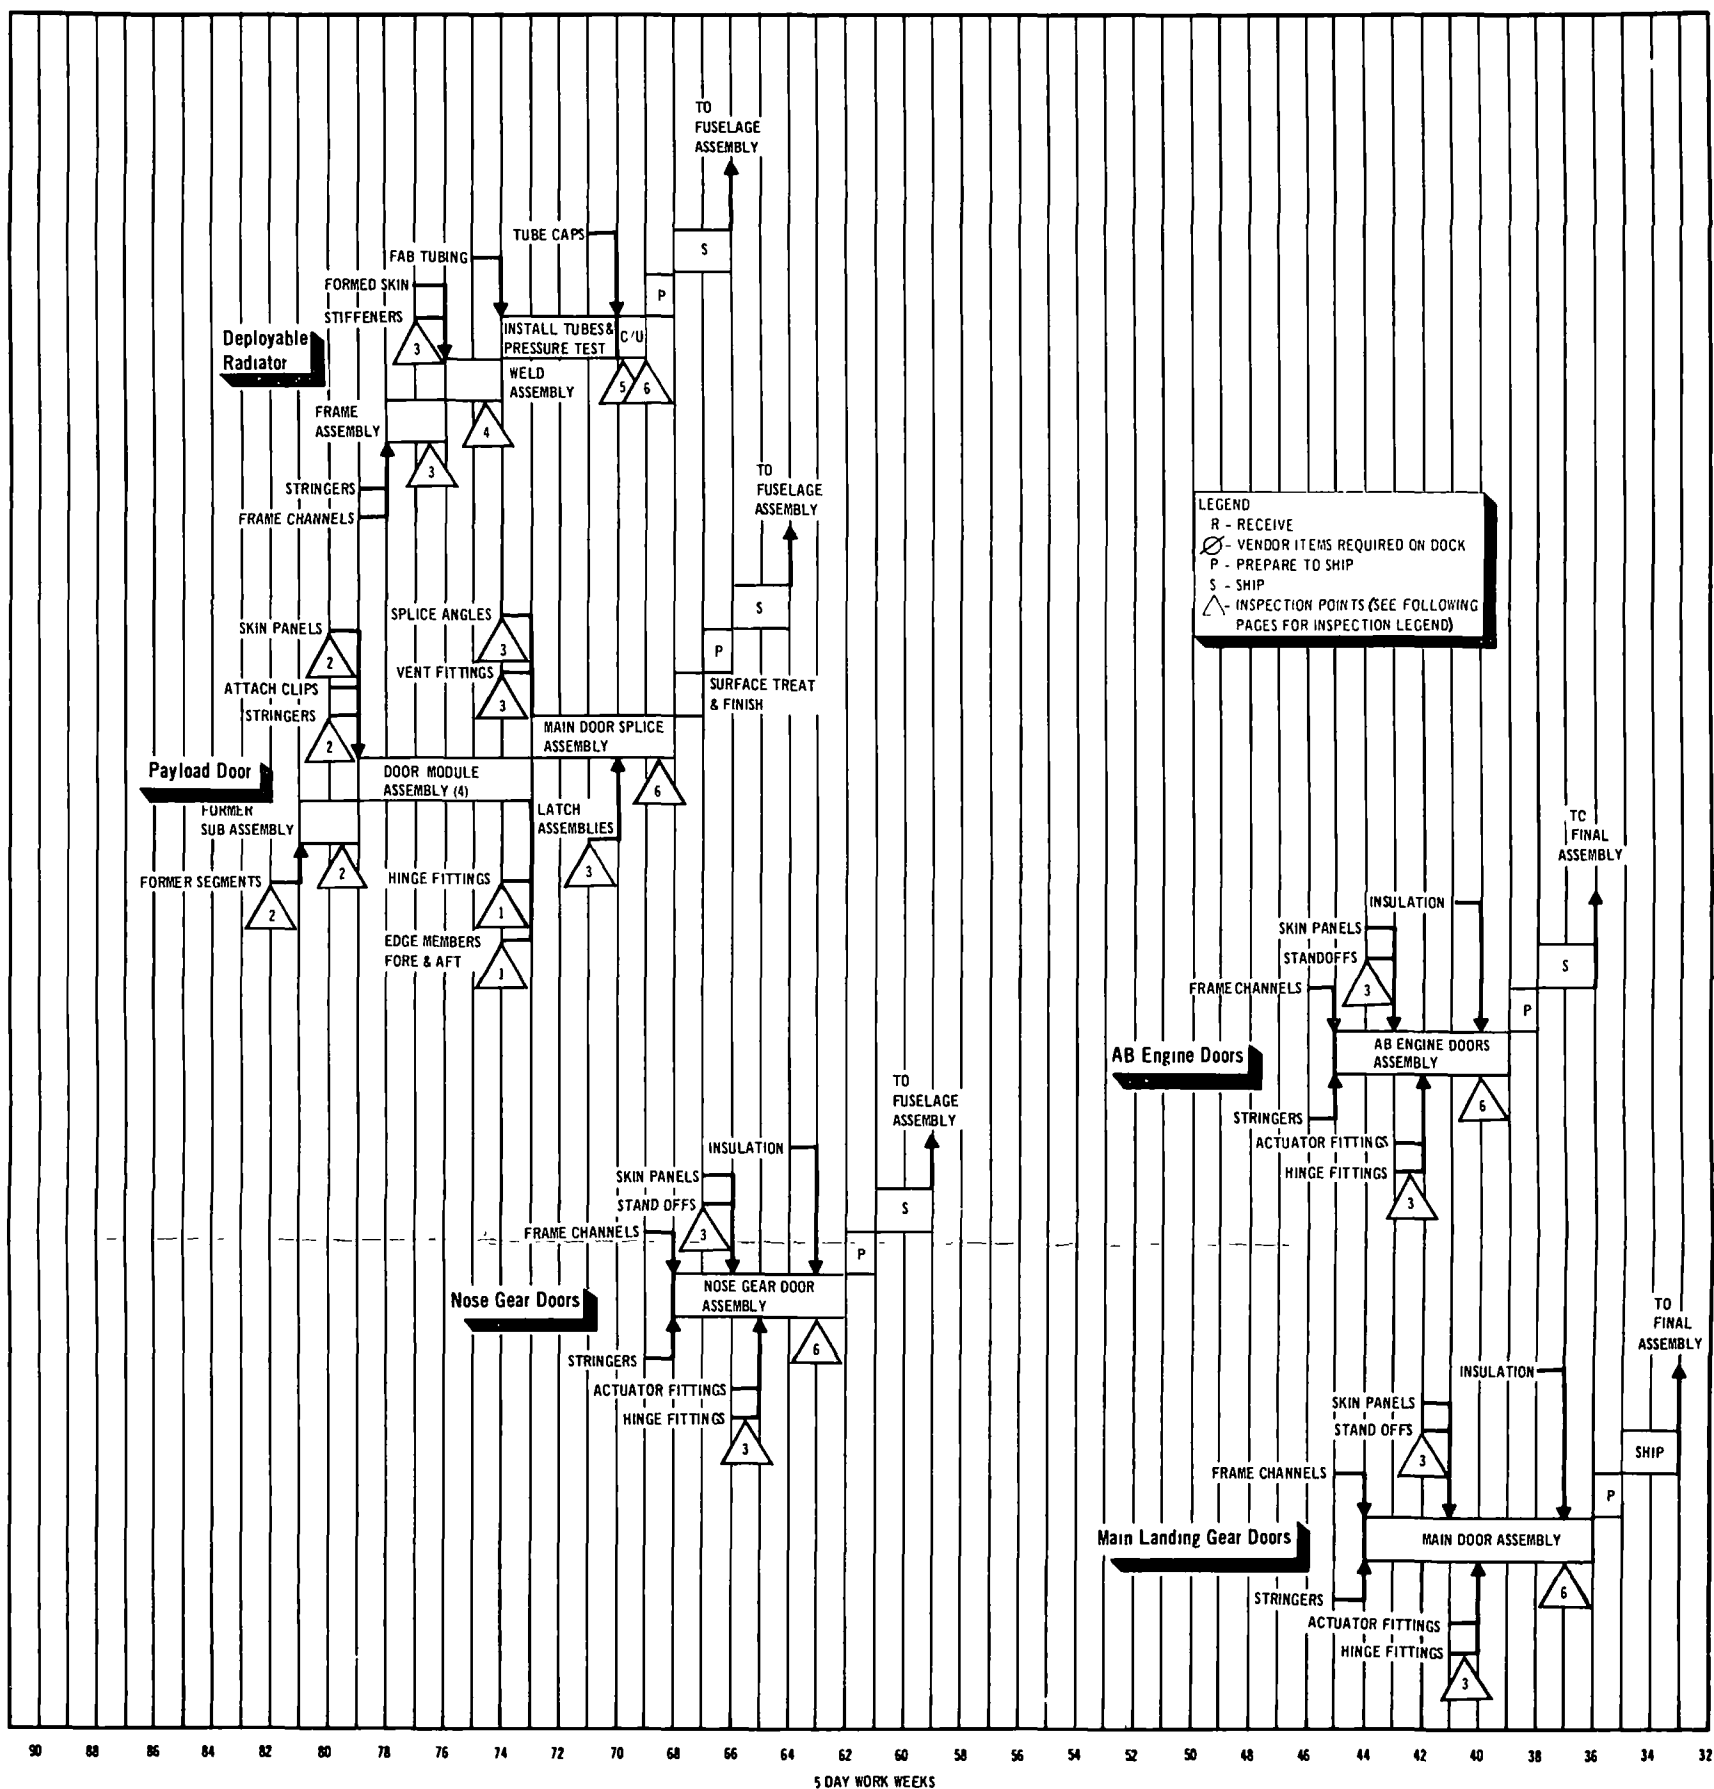 TO
FUSELAGE
ASSEMBLY
TUBE CAPS
S
FAB TUBING
FORMED SKIN
P
STIFFENERS
INSTALL TUBES &
PRESSURE TEST
C/U
Deployable
Radiator
3
WELD
ASSEMBLY
5
6
FRAME
ASSEMBLY
4
3
STRINGERS
FRAME CHANNELS
TO
FUSELAGE
ASSEMBLY
LEGEND
R - RECEIVE
- VENDOR ITEMS REQUIRED ON DOCK
P - PREPARE TO SHIP
S - SHIP
- INSPECTION POINTS (SEE FOLLOWING
PAGES FOR INSPECTION LEGEND)
S
SPLICE ANGLES
3
SKIN PANELS
2
P
VENT FITTINGS
3
ATTACH CLIPS
SURFACE TREAT
& FINISH
STRINGERS
2
MAIN DOOR SPLICE
ASSEMBLY
Payload Door
DOOR MODULE
ASSEMBLY (4)
6
FORMER
SUB ASSEMBLY
LATCH
ASSEMBLIES
3
2
FORMER SEGMENTS
2
HINGE FITTINGS
1
EDGE MEMBERS
FORE & AFT
1
TO
FINAL
ASSEMBLY
INSULATION
SKIN PANELS
STANDOFFS
S
3
FRAME CHANNELS
P
AB Engine Doors
AB ENGINE DOORS
ASSEMBLY
STRINGERS
6
ACTUATOR FITTINGS
HINGE FITTINGS
3
TO
FUSELAGE
ASSEMBLY
INSULATION
SKIN PANELS
STAND OFFS
S
3
FRAME CHANNELS
P
Nose Gear Doors
NOSE GEAR DOOR
ASSEMBLY
6
STRINGERS
ACTUATOR FITTINGS
HINGE FITTINGS
3
TO
FINAL
ASSEMBLY
INSULATION
SKIN PANELS
STAND OFFS
SHIP
3
FRAME CHANNELS
P
Main Landing Gear Doors
MAIN DOOR ASSEMBLY
6
STRINGERS
ACTUATOR FITTINGS
HINGE FITTINGS
3
90 88 86 84 82 80 78 76 74 72 70 68 66 64 62 60 58 56 54 52 50 48 46 44 42 40 38 36 34 32
5 DAY WORK WEEKS